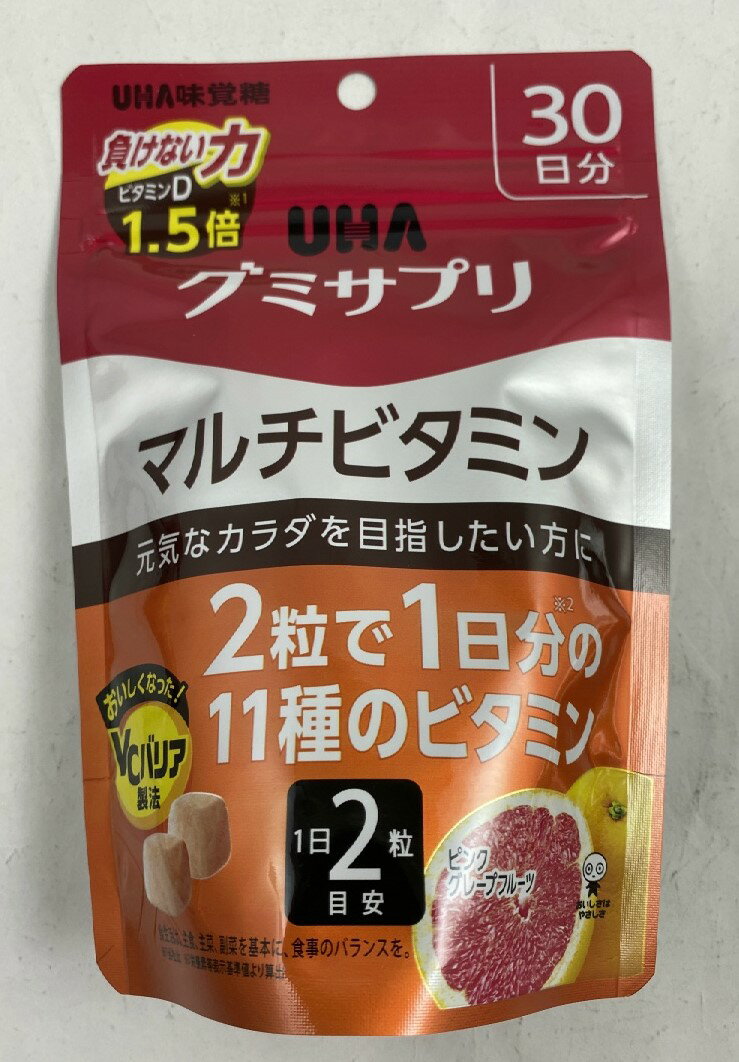 UHA味覚糖
30
日分
負けない力
ビタミンD
1.5倍
※1
UHA
グミサプリ
マルチビタミン
元気なカラダを目指したい方に
2粒で1日分の
※2
11種のビタミン
おいしくなった!
VCバリア
製法
1日2粒
目安
ピンク
グレープフルーツ
おいしさは
やさしさ
食生活は、主食、主菜、副菜を基本に、食事のバランスを。